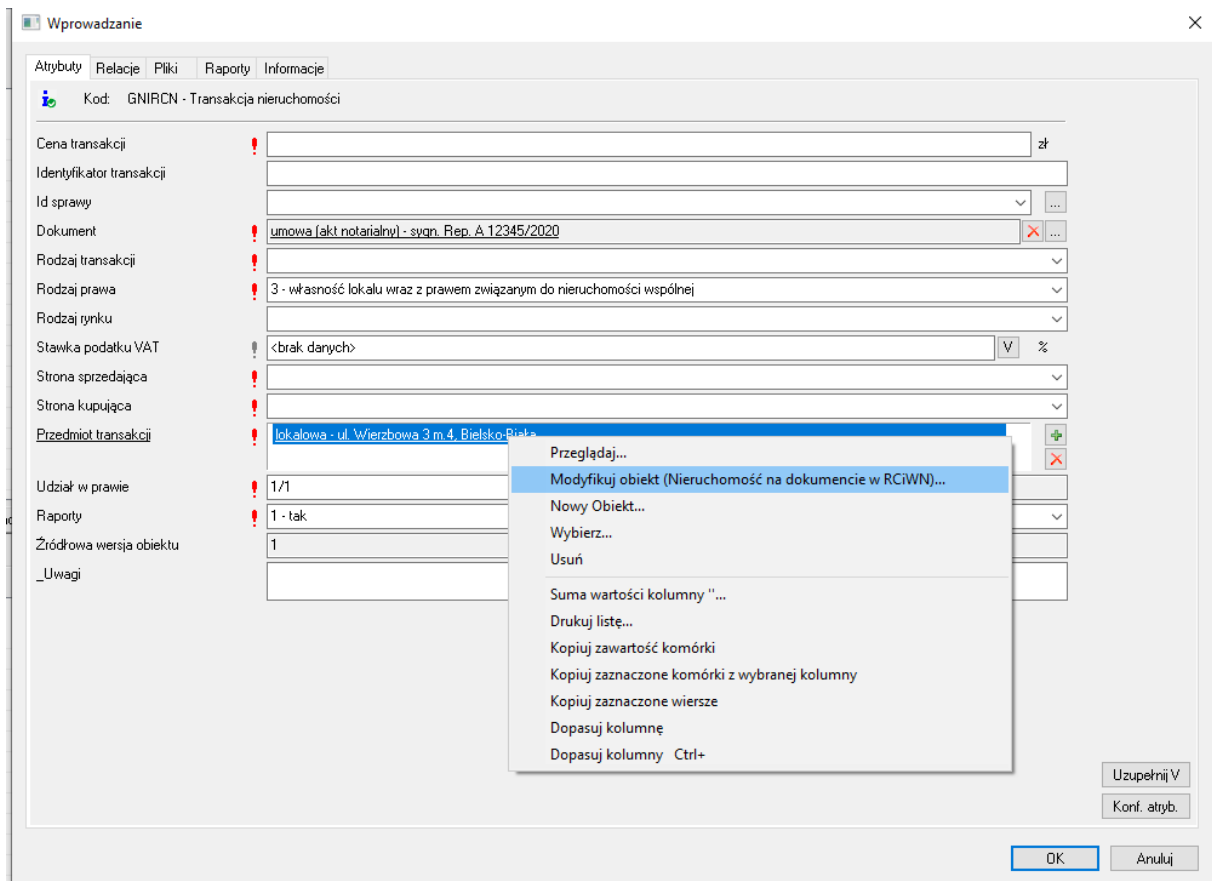 Wprowadzanie
Atrybuty Relacje Pliki Raporty Informacje
Kod: GNIRCN - Transakcja nieruchomości
Cena transakcji zł
Identyfikator transakcji
Id sprawy ...
Dokument umowa (akt notarialny) - sygn. Rep. A 12345/2020 ...
Rodzaj transakcji
Rodzaj prawa 3 - własność lokalu wraz z prawem związanym do nieruchomości wspólnej
Rodzaj rynku
Stawka podatku VAT <brak danych> V %
Strona sprzedająca
Strona kupująca
Przedmiot transakcji lokalowa - ul. Wierzbowa 3 m.4, Bielsko-Biała
Przeglądaj...
Modyfikuj obiekt (Nieruchomość na dokumencie w RCiWN)...
Udział w prawie 1/1
Nowy Obiekt...
Raporty 1 - tak
Wybierz...
Źródłowa wersja obiektu 1
Usuń
_Uwagi
Suma wartości kolumny ''...
Drukuj listę...
Kopiuj zawartość komórki
Kopiuj zaznaczone komórki z wybranej kolumny
Kopiuj zaznaczone wiersze
Dopasuj kolumnę
Dopasuj kolumny Ctrl+
Uzupełnij V
Konf. atryb.
OK Anuluj